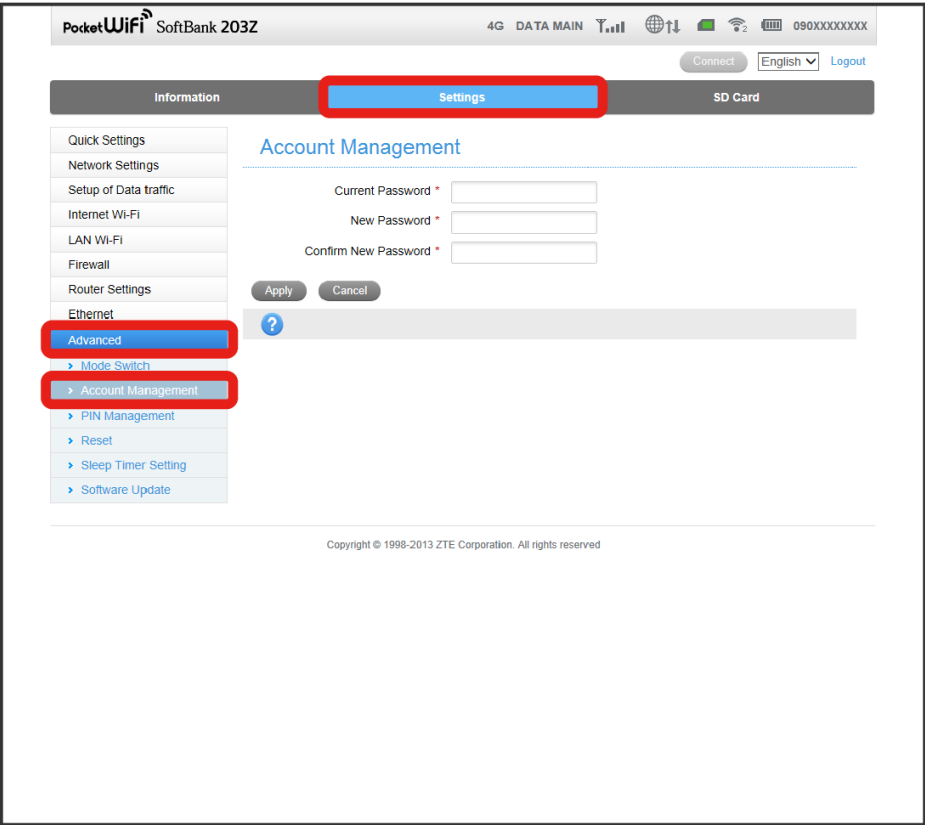 PocketWiFi SoftBank 203Z
4G DATA MAIN 2 090XXXXXXXX
Connect English Logout
Information Settings SD Card
Quick Settings
Network Settings
Setup of Data traffic
Internet Wi-Fi
LAN Wi-Fi
Firewall
Router Settings
Ethernet
Advanced
Mode Switch
Account Management
PIN Management
Reset
Sleep Timer Setting
Software Update
Account Management
Current Password *
New Password *
Confirm New Password *
Apply Cancel
?
Copyright © 1998-2013 ZTE Corporation. All rights reserved